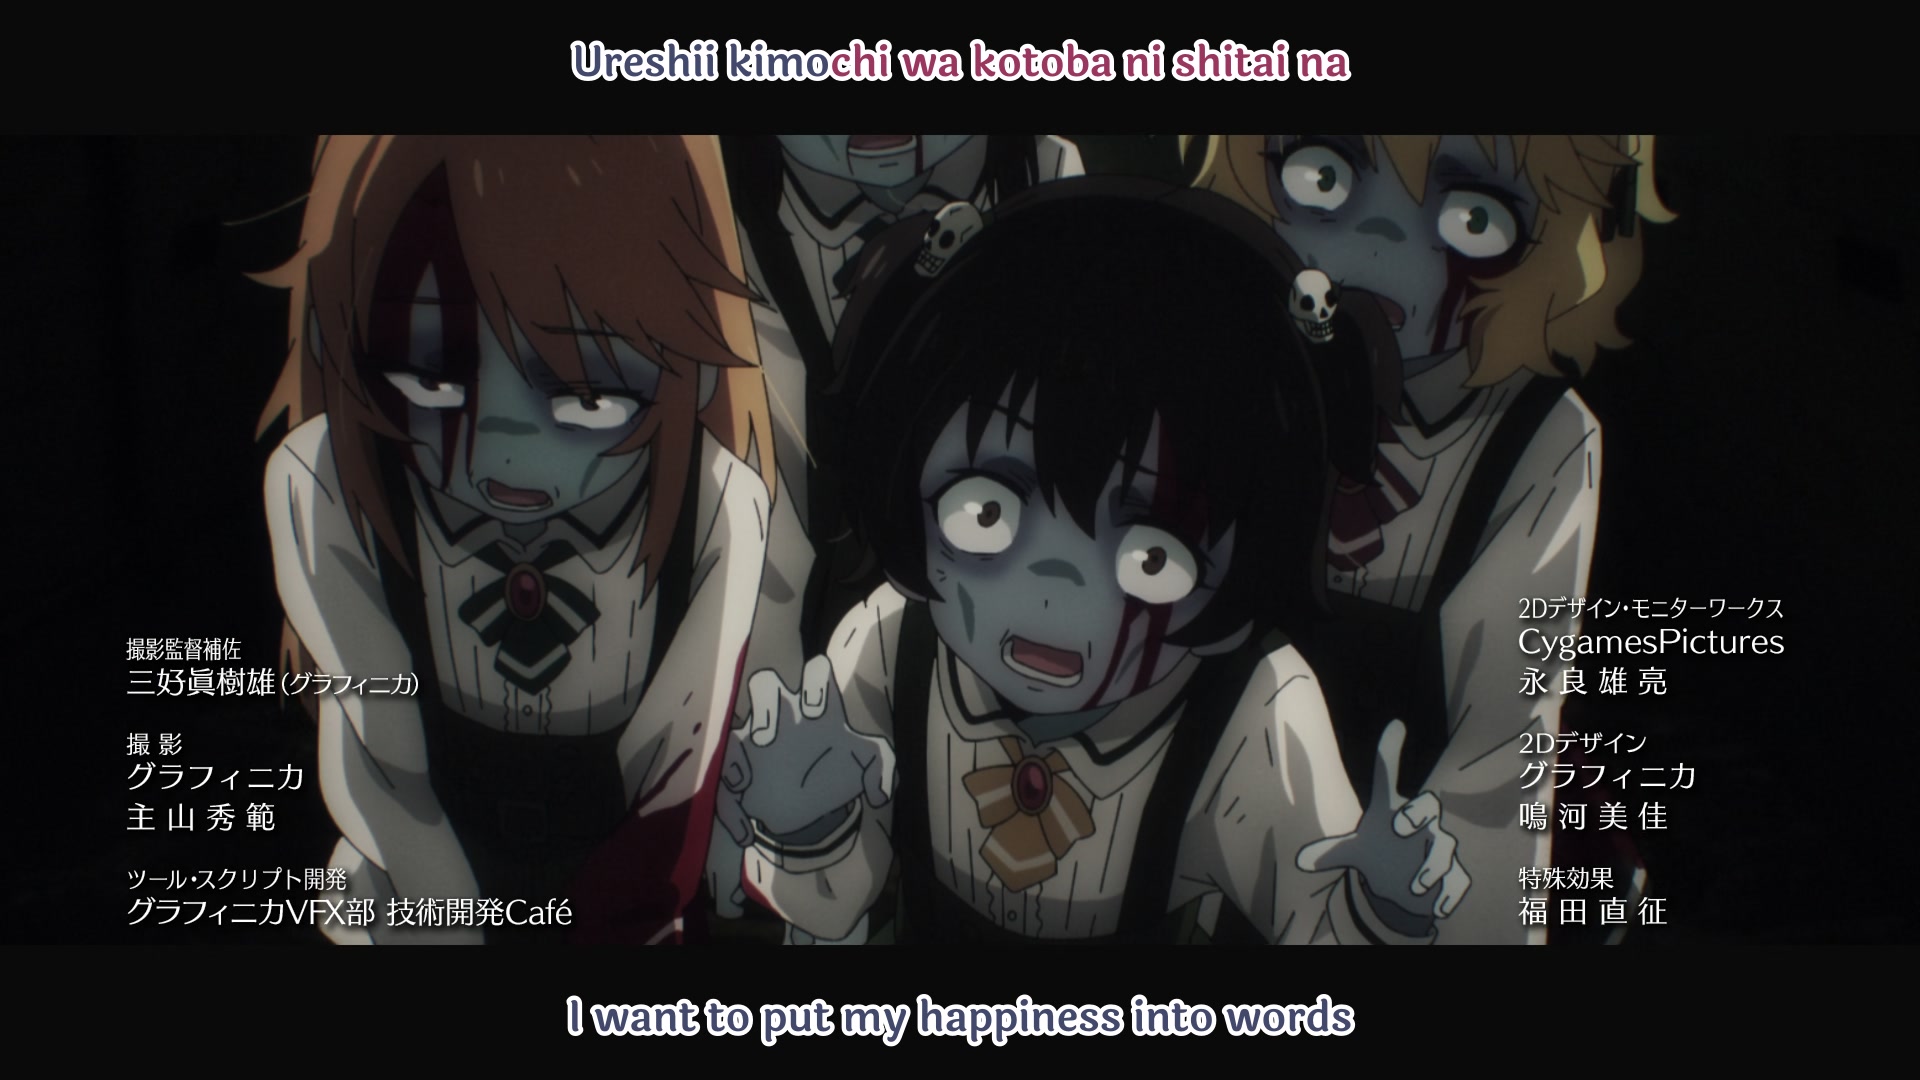 Ureshii kimochi wa kotoba ni shitai na
撮影監督補佐
三好眞樹雄(グラフィニカ)
撮影
グラフィニカ
主山秀範
ツール・スクリプト開発
グラフィニカVFX部 技術開発Café
2Dデザイン・モニターワークス
CygamesPictures
永良雄亮
2Dデザイン
グラフィニカ
鳴河美佳
特殊効果
福田直征
I want to put my happiness into words